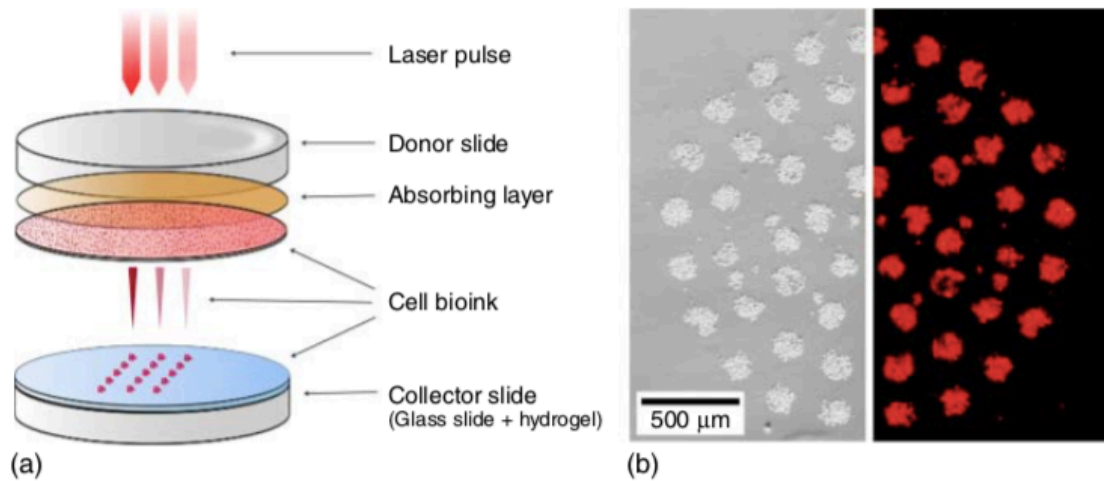 Laser pulse
Donor slide
Absorbing layer
Cell bioink
Collector slide
(Glass slide + hydrogel)
(a)
500 μm
(b)